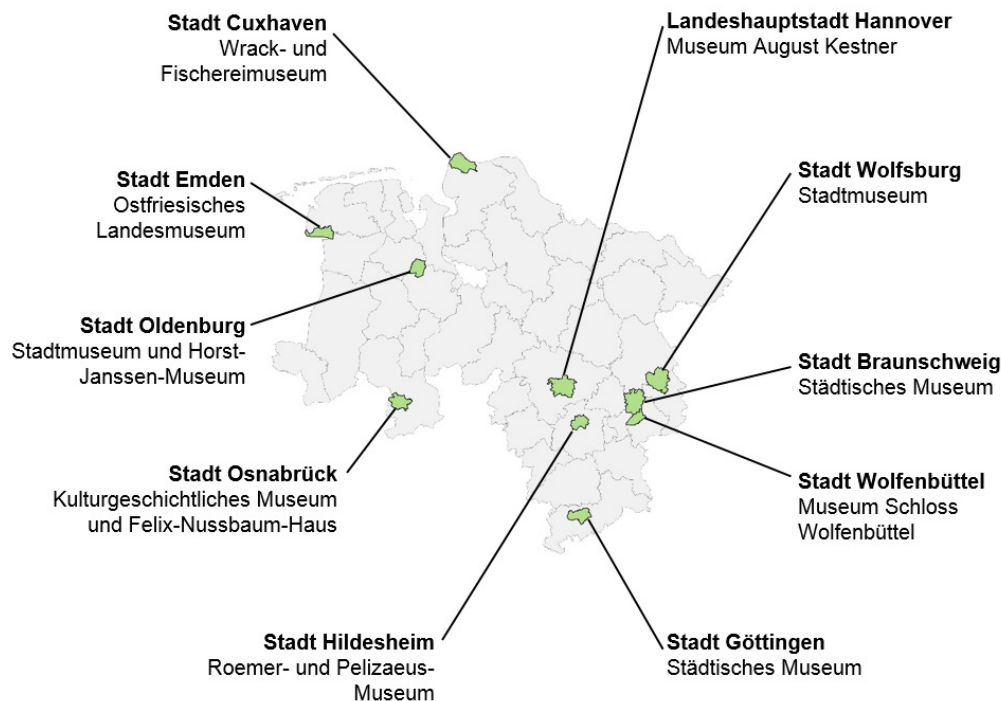 Stadt Cuxhaven
Wrack- und
Fischereimuseum
Landeshauptstadt Hannover
Museum August Kestner
Stadt Emden
Ostfriesisches
Landesmuseum
Stadt Wolfsburg
Stadtmuseum
Stadt Oldenburg
Stadtmuseum und Horst-
Janssen-Museum
Stadt Braunschweig
Städtisches Museum
Stadt Osnabrück
Kulturgeschichtliches Museum
und Felix-Nussbaum-Haus
Stadt Wolfenbüttel
Museum Schloss
Wolfenbüttel
Stadt Hildesheim
Roemer- und Pelizaeus-
Museum
Stadt Göttingen
Städtisches Museum